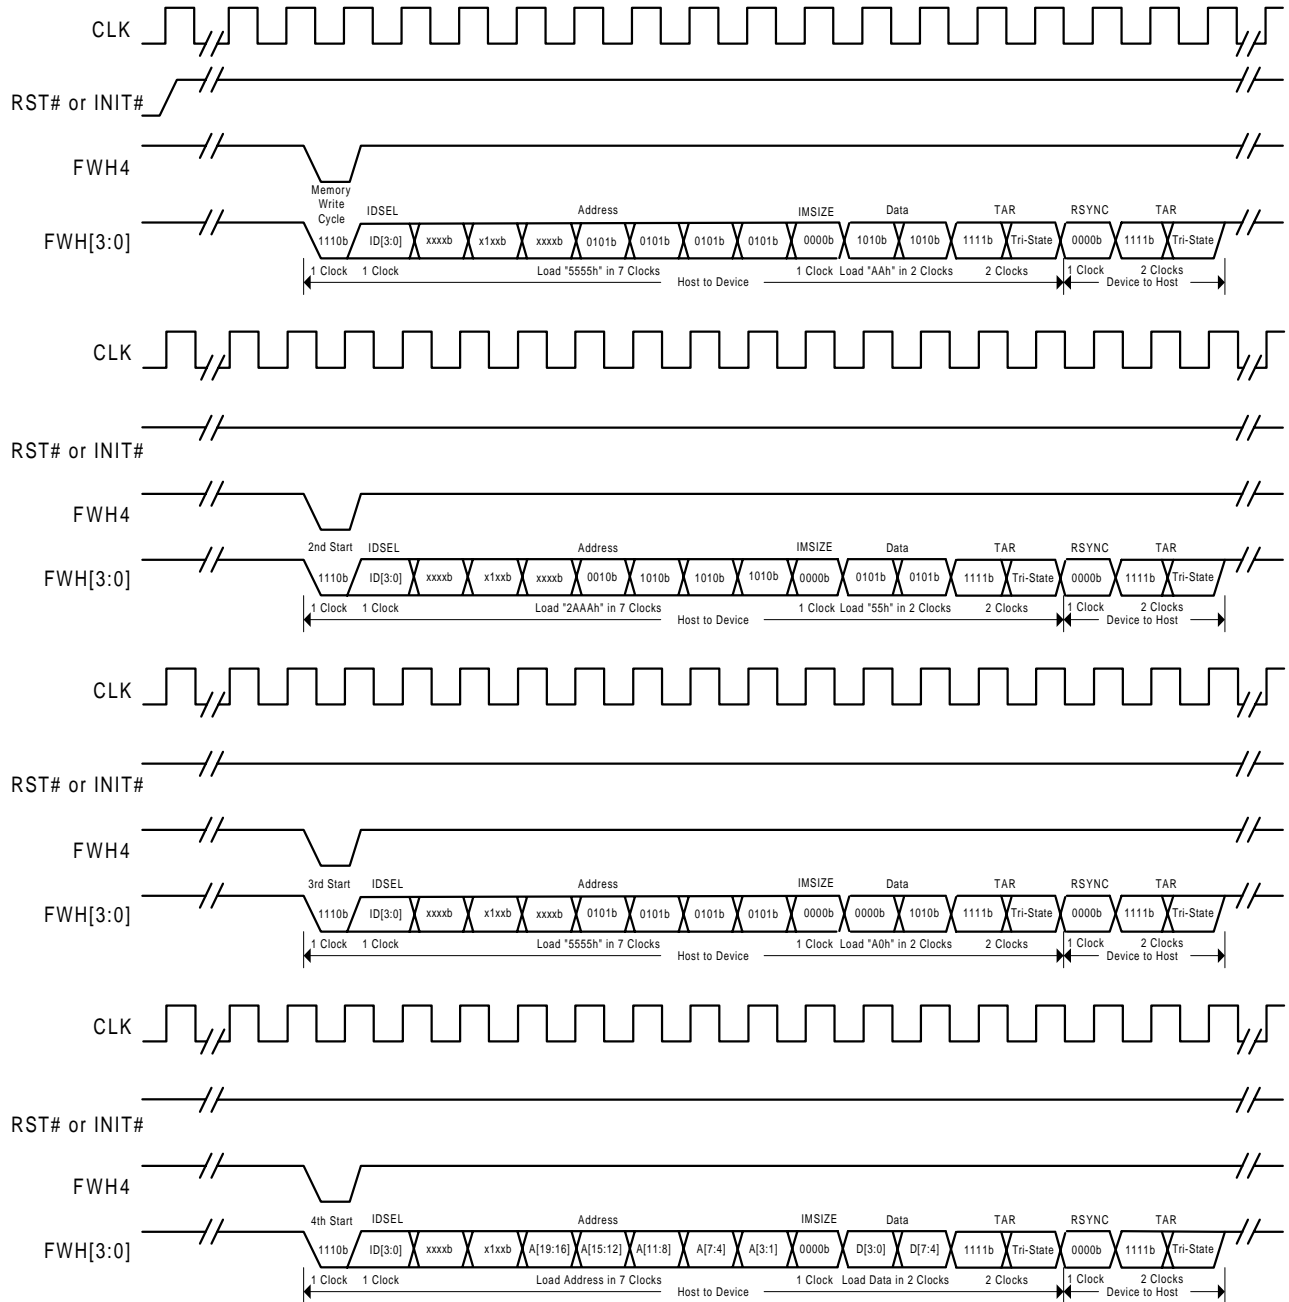 CLK
RST# or INIT#
FWH4
Memory
Write
Cycle
IDSEL Address IMSIZE Data TAR RSYNC TAR
FWH[3:0] 1110b ID[3:0] xxxxb x1xxb xxxxb 0101b 0101b 0101b 0101b 0000b 1010b 1010b 1111b Tri-State 0000b 1111b Tri-State
1 Clock 1 Clock Load "5555h" in 7 Clocks 1 Clock Load "AAh" in 2 Clocks 2 Clocks 1 Clock 2 Clocks
Host to Device Device to Host
CLK
RST# or INIT#
FWH4
2nd Start IDSEL Address IMSIZE Data TAR RSYNC TAR
FWH[3:0] 1110b ID[3:0] xxxxb x1xxb xxxxb 0010b 1010b 1010b 1010b 0000b 0101b 0101b 1111b Tri-State 0000b 1111b Tri-State
1 Clock 1 Clock Load "2AAAh" in 7 Clocks 1 Clock Load "55h" in 2 Clocks 2 Clocks 1 Clock 2 Clocks
Host to Device Device to Host
CLK
RST# or INIT#
FWH4
3rd Start IDSEL Address IMSIZE Data TAR RSYNC TAR
FWH[3:0] 1110b ID[3:0] xxxxb x1xxb xxxxb 0101b 0101b 0101b 0101b 0000b 0000b 1010b 1111b Tri-State 0000b 1111b Tri-State
1 Clock 1 Clock Load "5555h" in 7 Clocks 1 Clock Load "A0h" in 2 Clocks 2 Clocks 1 Clock 2 Clocks
Host to Device Device to Host
CLK
RST# or INIT#
FWH4
4th Start IDSEL Address IMSIZE Data TAR RSYNC TAR
FWH[3:0] 1110b ID[3:0] xxxxb x1xxb A[19:16] A[15:12] A[11:8] A[7:4] A[3:1] 0000b D[3:0] D[7:4] 1111b Tri-State 0000b 1111b Tri-State
1 Clock 1 Clock Load Address in 7 Clocks 1 Clock Load Data in 2 Clocks 2 Clocks 1 Clock 2 Clocks
Host to Device Device to Host